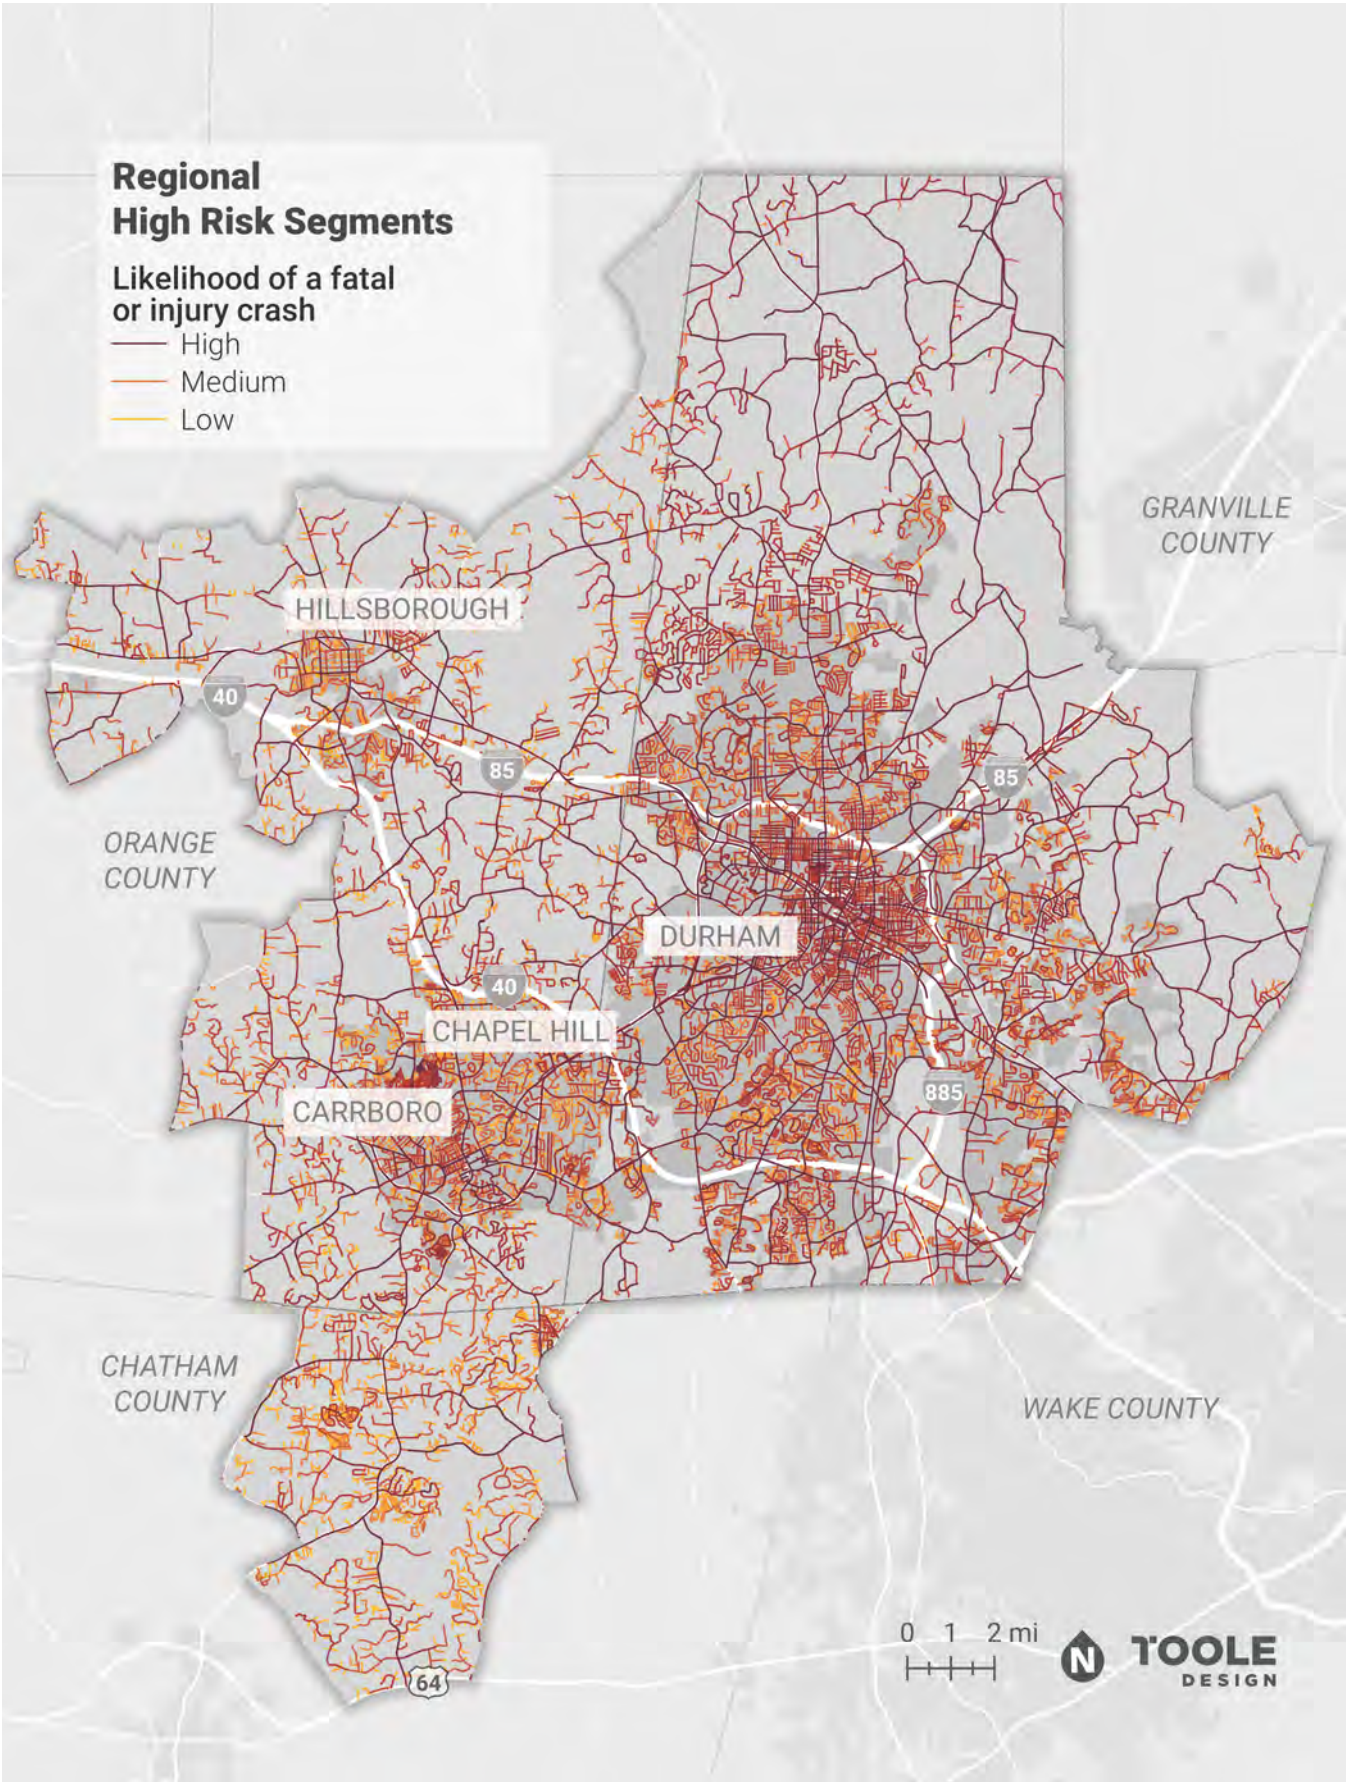 Regional
High Risk Segments
Likelihood of a fatal
or injury crash
High
Medium
Low
GRANVILLE
COUNTY
HILLSBOROUGH
40
85
85
ORANGE
COUNTY
DURHAM
40
CHAPEL HILL
885
CARRBORO
CHATHAM
COUNTY
WAKE COUNTY
0 1 2 mi
N
TOOLE
DESIGN
64